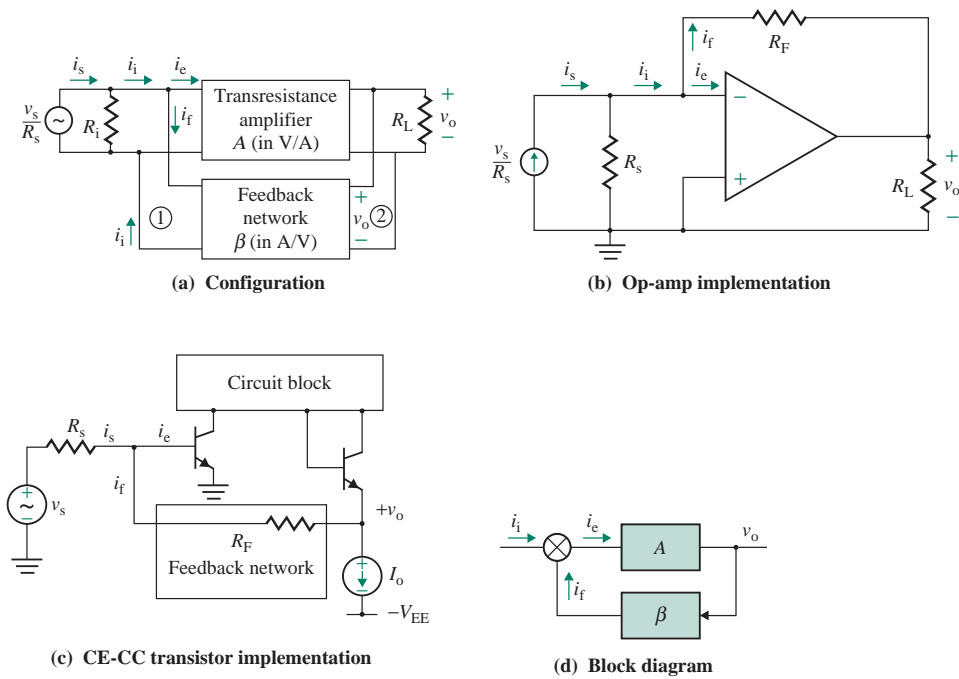 i_s i_i i_e
v_s/R_s ~ R_i i_f
Transresistance
amplifier
A (in V/A)
R_L + v_o −
i_i ①
Feedback
network
β (in A/V)
+ v_o − ②
(a) Configuration
i_f R_F
i_s i_i i_e
v_s/R_s R_s
−
+
R_L + v_o −
(b) Op-amp implementation
Circuit block
R_s i_s i_e
+ ~ − v_s
i_f
+v_o
R_F
Feedback network
+ − I_o
−V_EE
(c) CE-CC transistor implementation
i_i i_e A v_o
i_f β
(d) Block diagram